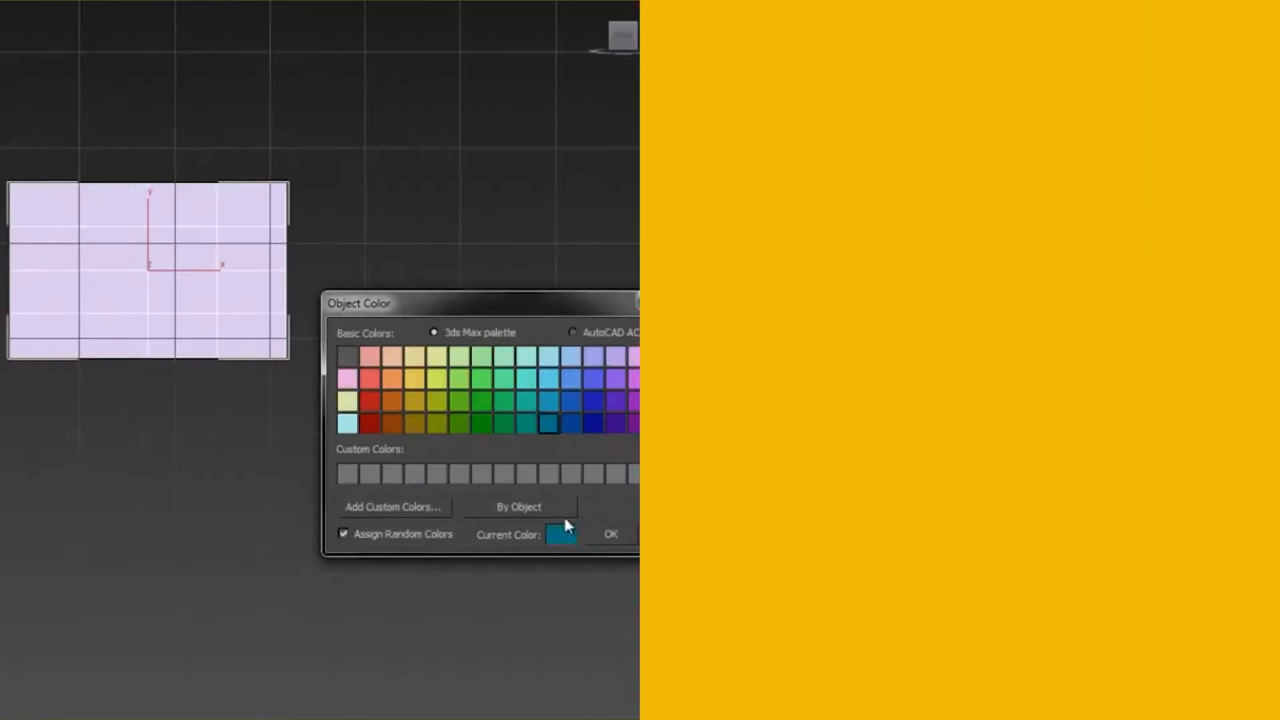 y
z
x
Object Color
Basic Colors:
3ds Max palette
AutoCAD AC
Custom Colors:
Add Custom Colors...
By Object
Assign Random Colors
Current Color:
OK